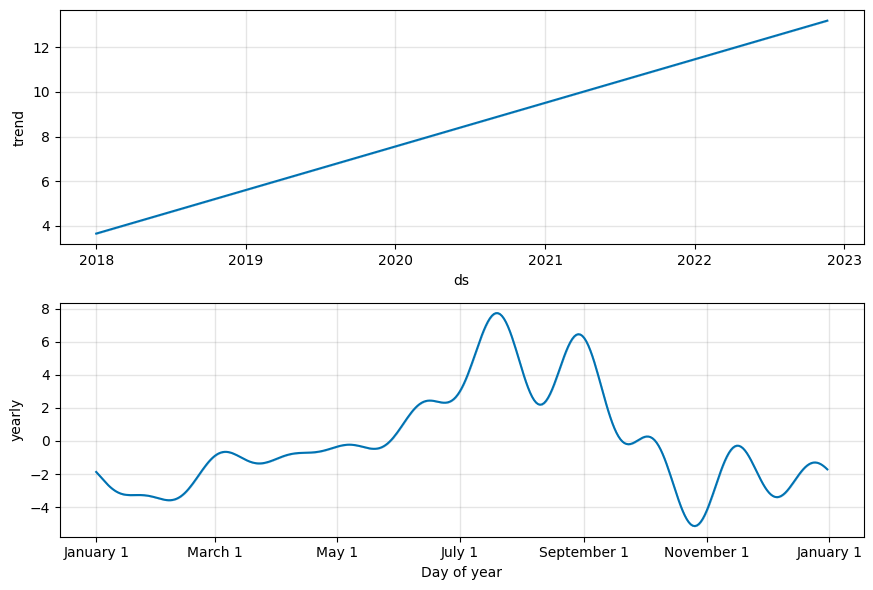 trend
12
10
8
6
4
2018 2019 2020 2021 2022 2023
ds
yearly
8
6
4
2
0
−2
−4
January 1 March 1 May 1 July 1 September 1 November 1 January 1
Day of year